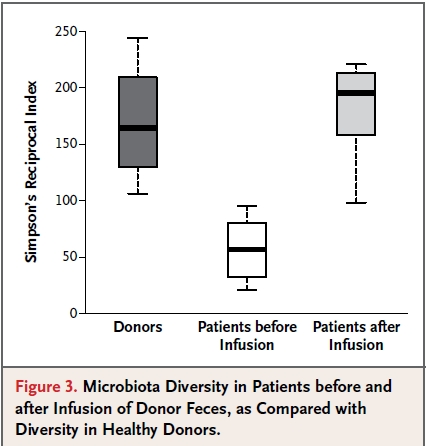 Simpson's Reciprocal Index
250
200
150
100
50
0
Donors
Patients before
Infusion
Patients after
Infusion
Figure 3. Microbiota Diversity in Patients before and
after Infusion of Donor Feces, as Compared with
Diversity in Healthy Donors.